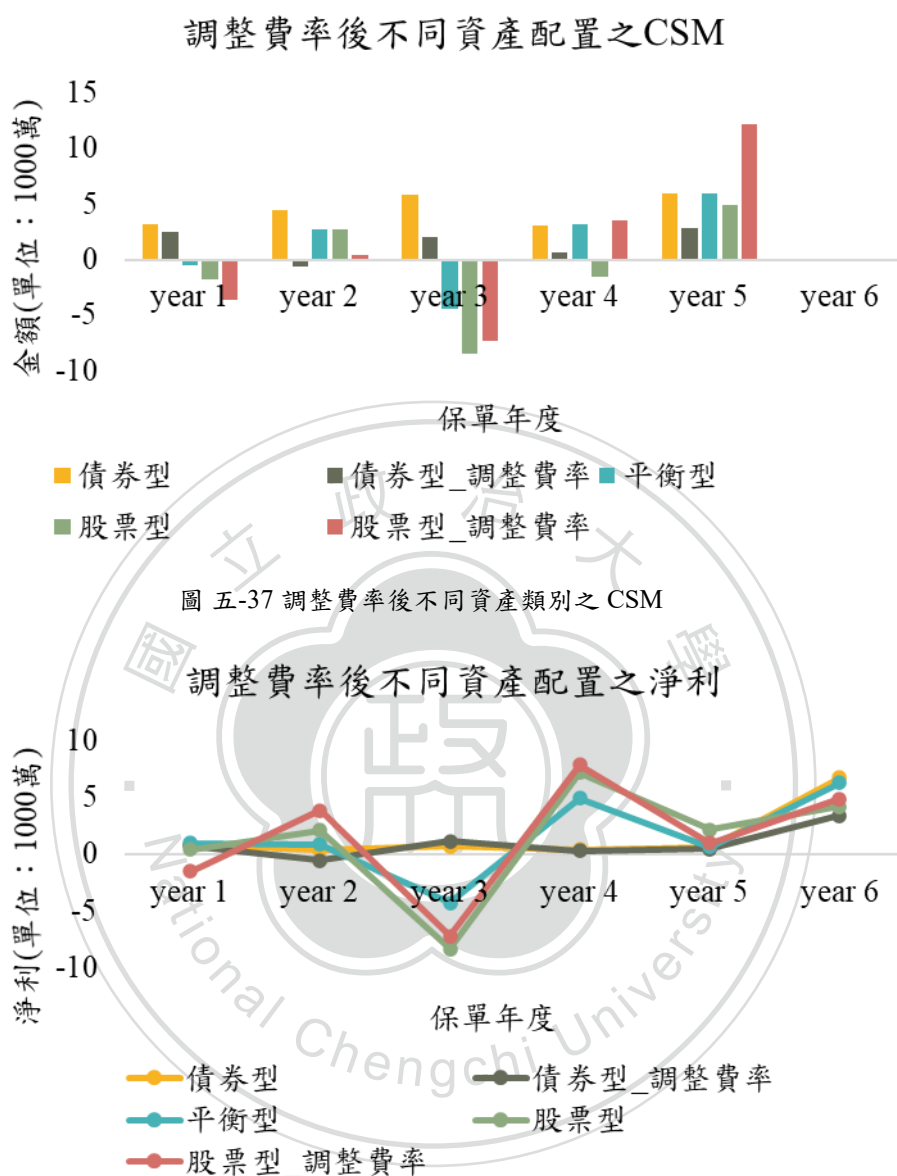 調整費率後不同資產配置之CSM
金額(單位：1000萬)
15
10
5
0
-5
-10
year 1 year 2 year 3 year 4 year 5 year 6
保單年度
債券型 債券型_調整費率 平衡型
股票型 股票型_調整費率
圖 五-37 調整費率後不同資產類別之 CSM
調整費率後不同資產配置之淨利
淨利(單位：1000萬)
10
5
0
-5
-10
year 1 year 2 year 3 year 4 year 5 year 6
保單年度
債券型 債券型_調整費率
平衡型 股票型
股票型_調整費率
國立政治大學
政
National Chengchi University